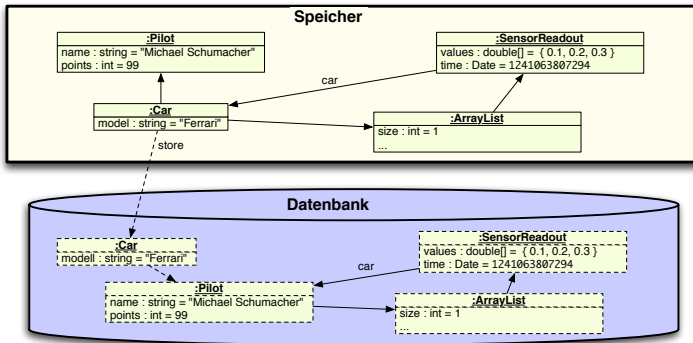 Speicher
:Pilot
name : string = "Michael Schumacher"
points : int = 99
:SensorReadout
values : double[] = { 0.1, 0.2, 0.3 }
time : Date = 1241063807294
car
:Car
model : string = "Ferrari"
:ArrayList
size : int = 1
...
store
Datenbank
:Car
modell : string = "Ferrari"
:SensorReadout
values : double[] = { 0.1, 0.2, 0.3 }
time : Date = 1241063807294
car
:Pilot
name : string = "Michael Schumacher"
points : int = 99
:ArrayList
size : int = 1
...